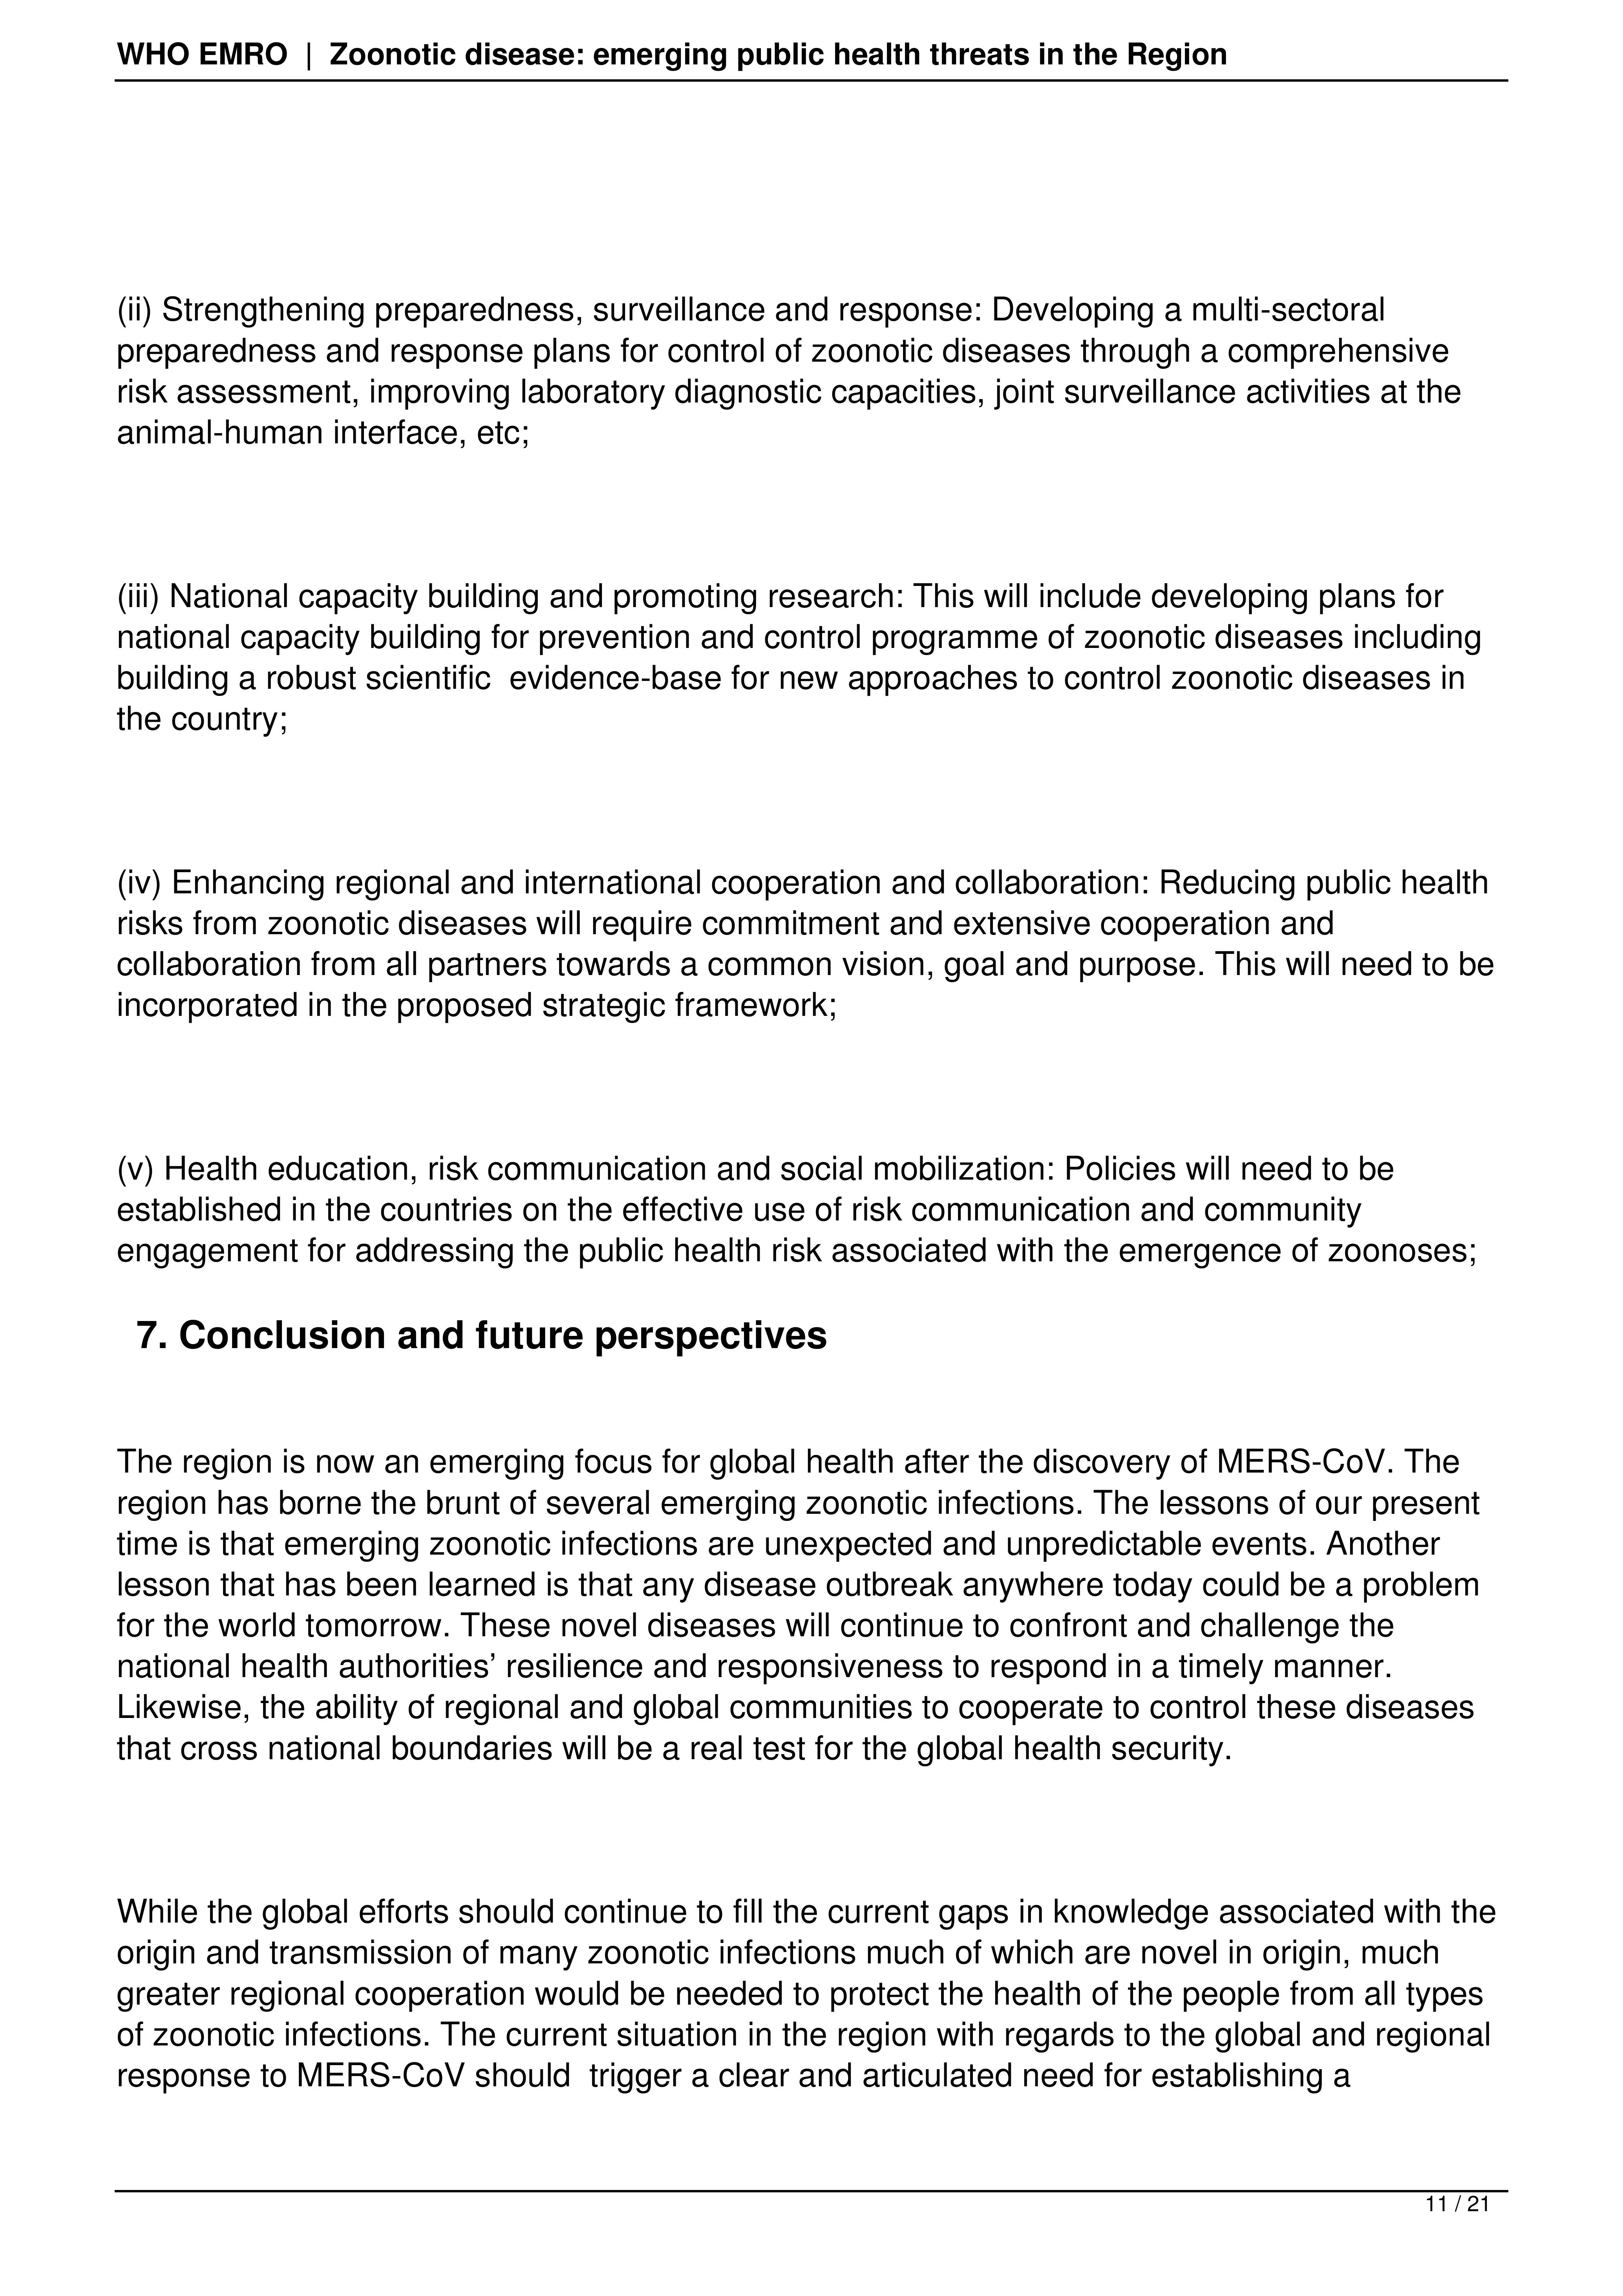 WHO EMRO | Zoonotic disease: emerging public health threats in the Region
(ii) Strengthening preparedness, surveillance and response: Developing a multi-sectoral
preparedness and response plans for control of zoonotic diseases through a comprehensive
risk assessment, improving laboratory diagnostic capacities, joint surveillance activities at the
animal-human interface, etc;
(iii) National capacity building and promoting research: This will include developing plans for
national capacity building for prevention and control programme of zoonotic diseases including
building a robust scientific  evidence-base for new approaches to control zoonotic diseases in
the country;
(iv) Enhancing regional and international cooperation and collaboration: Reducing public health
risks from zoonotic diseases will require commitment and extensive cooperation and
collaboration from all partners towards a common vision, goal and purpose. This will need to be
incorporated in the proposed strategic framework;
(v) Health education, risk communication and social mobilization: Policies will need to be
established in the countries on the effective use of risk communication and community
engagement for addressing the public health risk associated with the emergence of zoonoses;
7. Conclusion and future perspectives
The region is now an emerging focus for global health after the discovery of MERS-CoV. The
region has borne the brunt of several emerging zoonotic infections. The lessons of our present
time is that emerging zoonotic infections are unexpected and unpredictable events. Another
lesson that has been learned is that any disease outbreak anywhere today could be a problem
for the world tomorrow. These novel diseases will continue to confront and challenge the
national health authorities’ resilience and responsiveness to respond in a timely manner.
Likewise, the ability of regional and global communities to cooperate to control these diseases
that cross national boundaries will be a real test for the global health security.
While the global efforts should continue to fill the current gaps in knowledge associated with the
origin and transmission of many zoonotic infections much of which are novel in origin, much
greater regional cooperation would be needed to protect the health of the people from all types
of zoonotic infections. The current situation in the region with regards to the global and regional
response to MERS-CoV should  trigger a clear and articulated need for establishing a
11 / 21